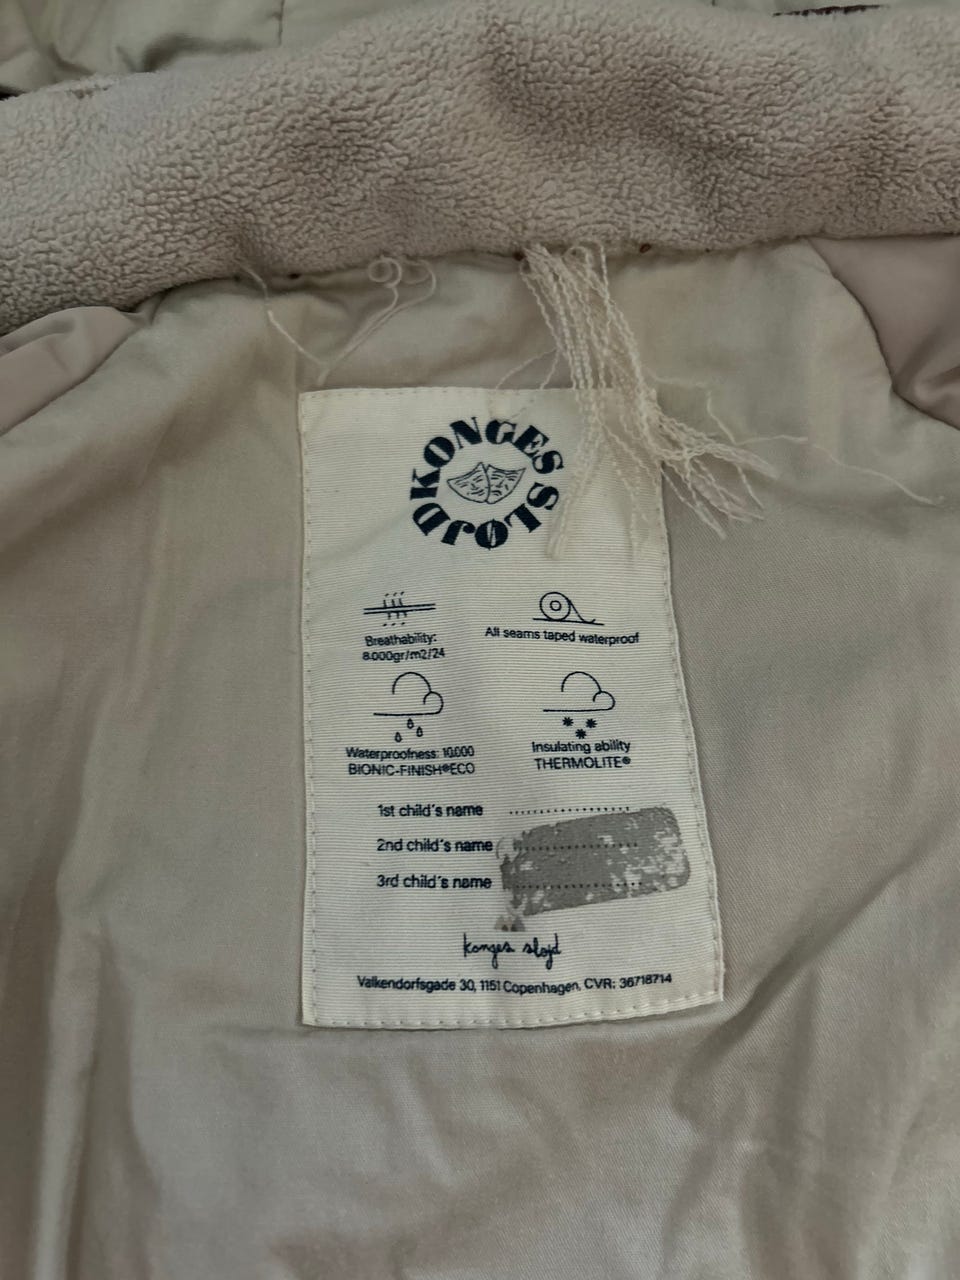 KONGES SLØJD
Breathability:
8.000gr/m2/24
All seams taped waterproof
Waterproofness: 10.000
BIONIC-FINISH®ECO
Insulating ability
THERMOLITE®
1st child's name ....................
2nd child's name ....................
3rd child's name ....................
konges sløjd
Valkendorfsgade 30, 1151 Copenhagen, CVR: 36718714